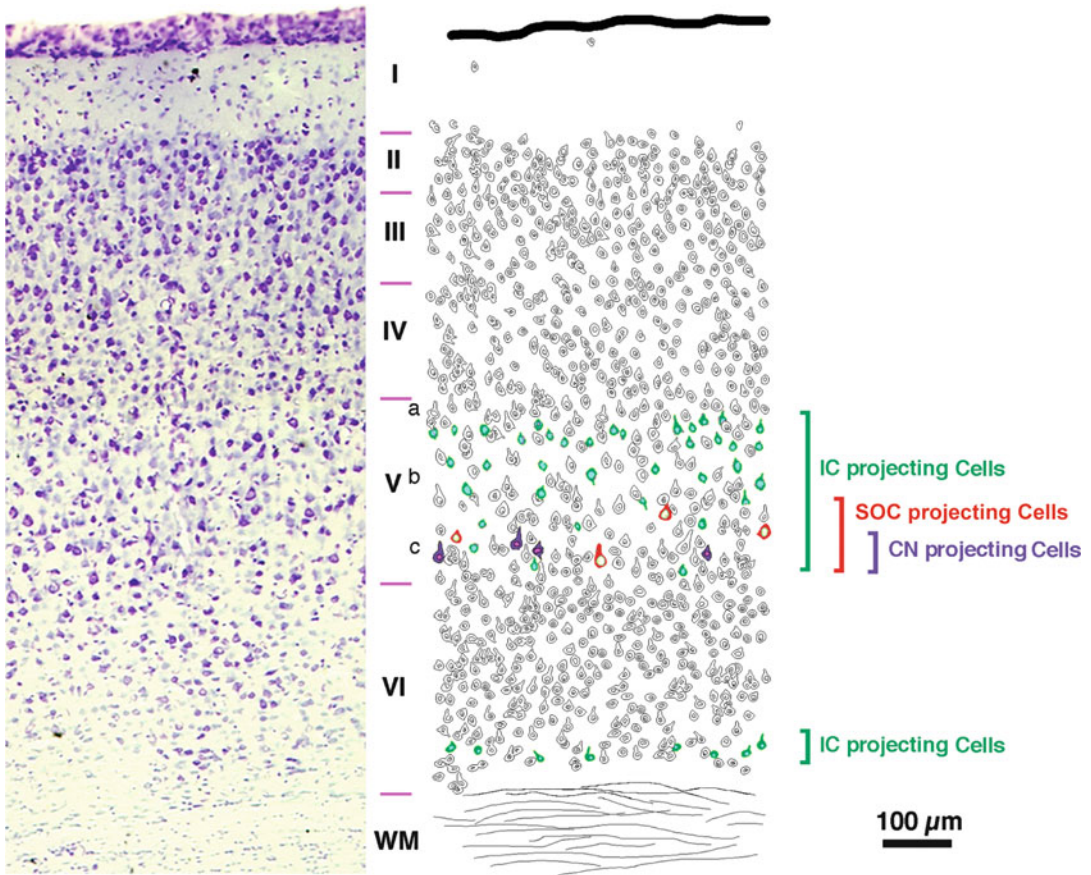 I
II
III
IV
a
V b
c
VI
WM
IC projecting Cells
SOC projecting Cells
CN projecting Cells
IC projecting Cells
100 µm